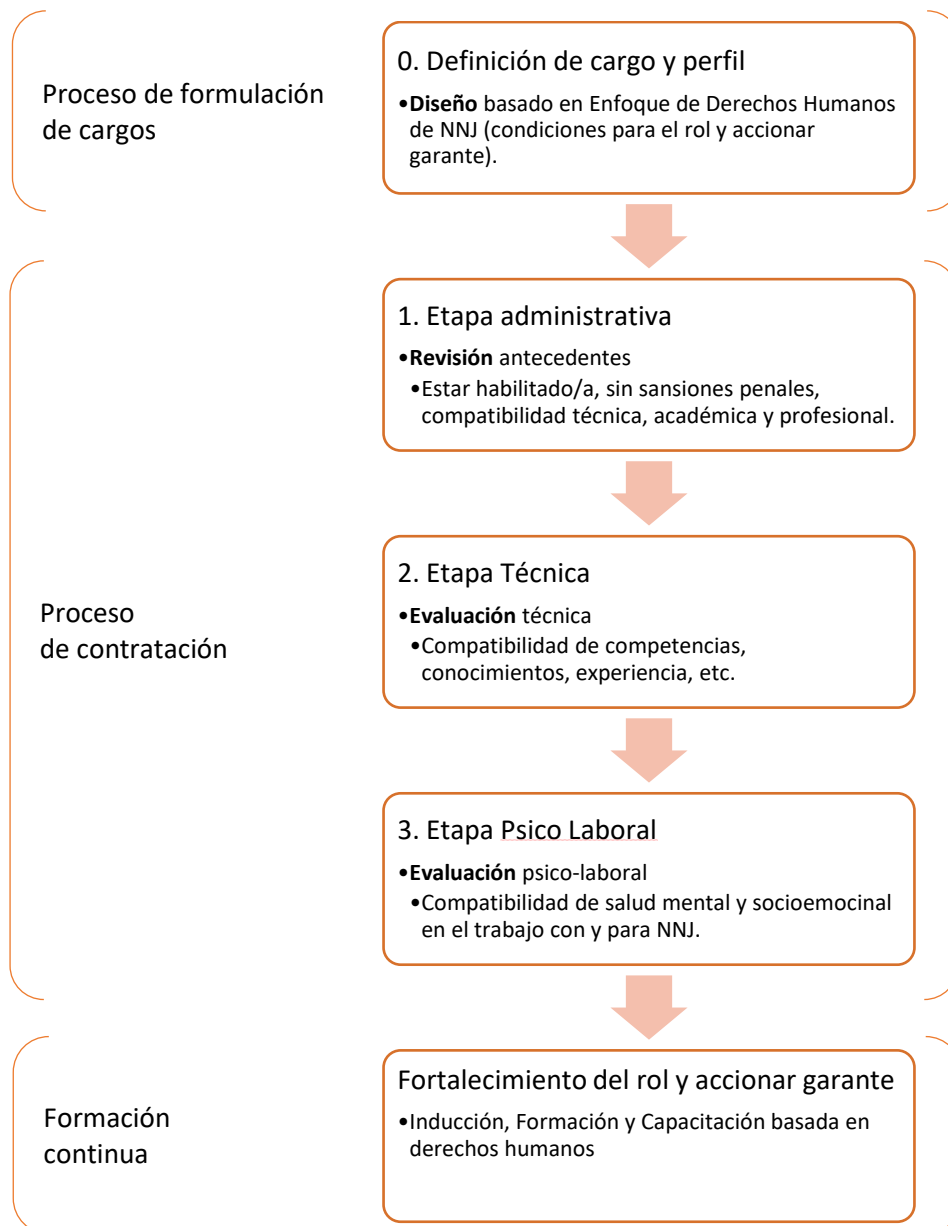 Proceso de formulación
de cargos
0. Definición de cargo y perfil
•Diseño basado en Enfoque de Derechos Humanos
de NNJ (condiciones para el rol y accionar
garante).
1. Etapa administrativa
•Revisión antecedentes
•Estar habilitado/a, sin sansiones penales,
compatibilidad técnica, académica y profesional.
Proceso
de contratación
2. Etapa Técnica
•Evaluación técnica
•Compatibilidad de competencias,
conocimientos, experiencia, etc.
3. Etapa Psico Laboral
•Evaluación psico-laboral
•Compatibilidad de salud mental y socioemocinal
en el trabajo con y para NNJ.
Formación
continua
Fortalecimiento del rol y accionar garante
•Inducción, Formación y Capacitación basada en
derechos humanos